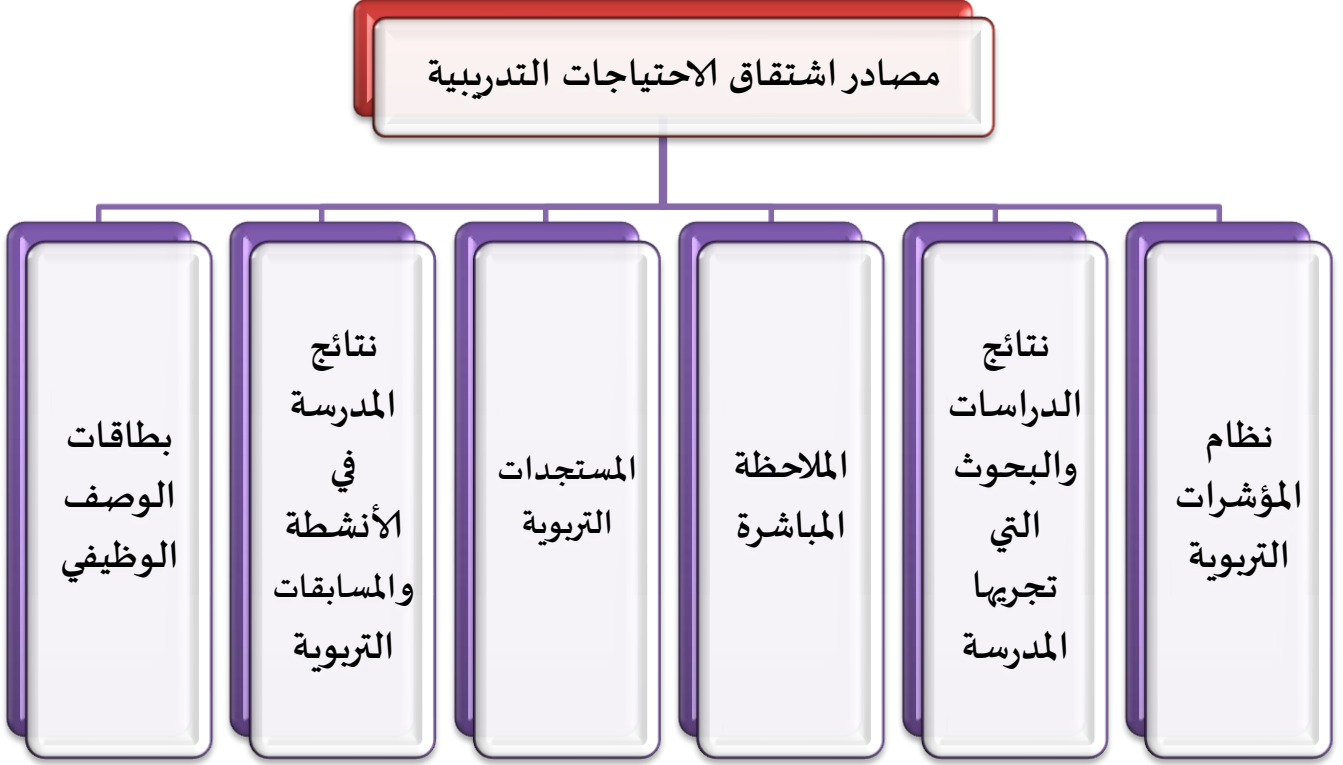 مصادر اشتقاق الاحتياجات التدريبية
نظام
المؤشرات
التربوية
نتائج
الدراسات
والبحوث
التي
تجريها
المدرسة
الملاحظة
المباشرة
المستجدات
التربوية
نتائج
المدرسة
في
الأنشطة
والمسابقات
التربوية
بطاقات
الوصف
الوظيفي